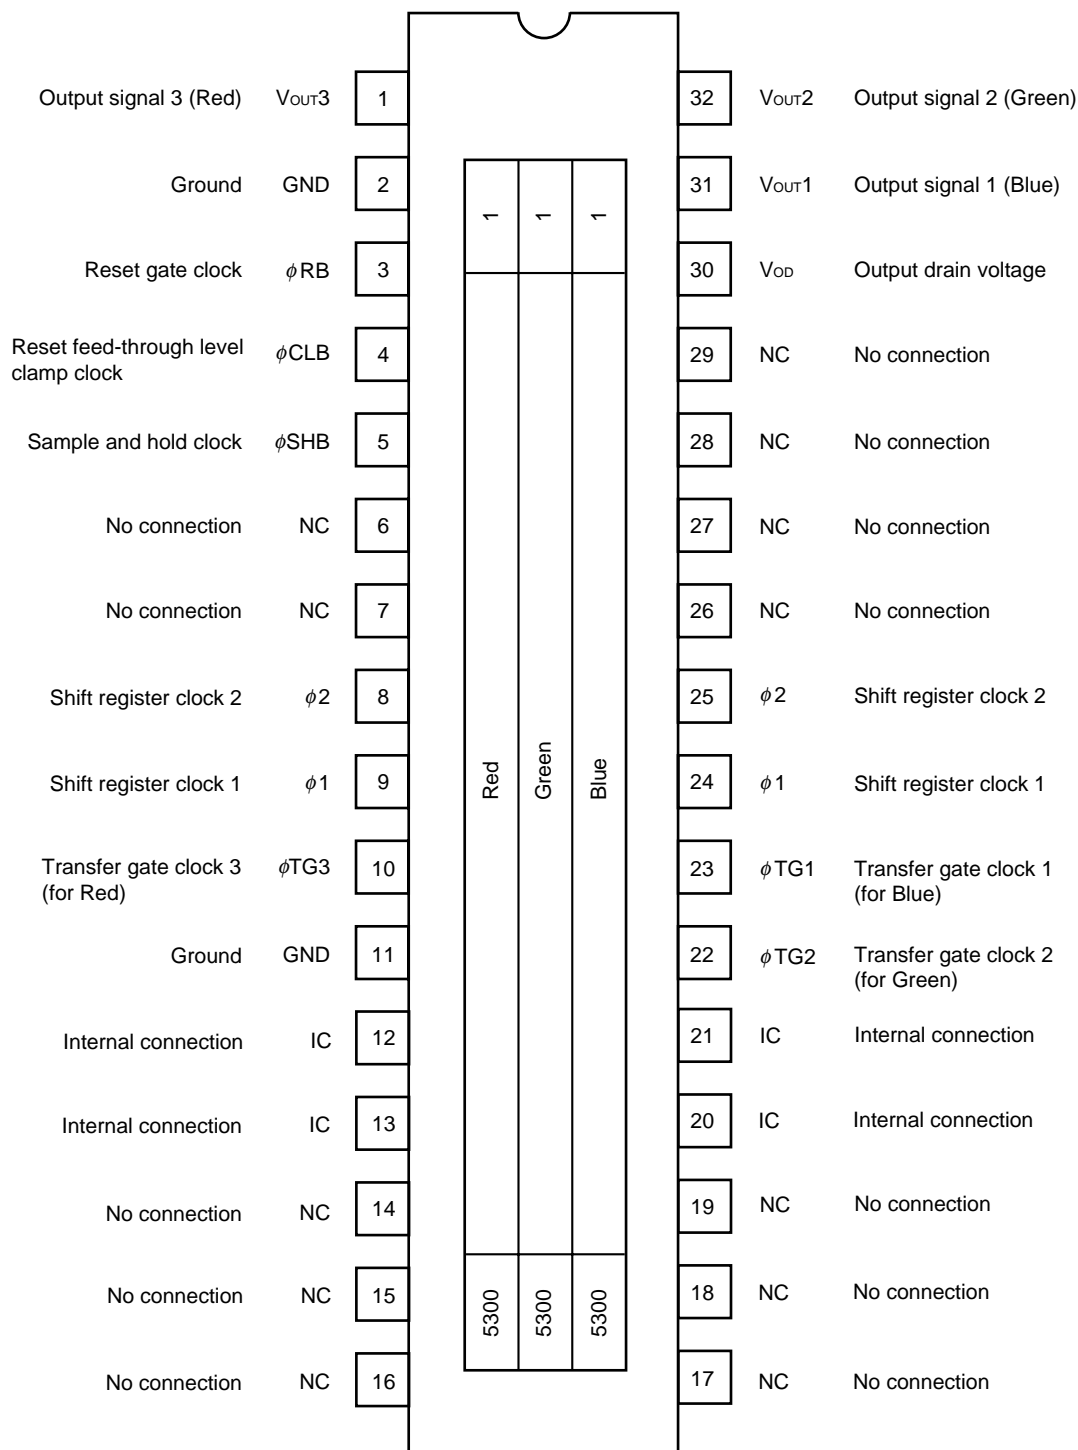 Output signal 3 (Red) VOUT3 1 32 VOUT2 Output signal 2 (Green)
Ground GND 2 31 VOUT1 Output signal 1 (Blue)
1 1 1
Reset gate clock ϕRB 3 30 VOD Output drain voltage
Reset feed-through level
clamp clock ϕCLB 4 29 NC No connection
Sample and hold clock ϕSHB 5 28 NC No connection
No connection NC 6 27 NC No connection
No connection NC 7 26 NC No connection
Shift register clock 2 ϕ2 8 25 ϕ2 Shift register clock 2
Red Green Blue
Shift register clock 1 ϕ1 9 24 ϕ1 Shift register clock 1
Transfer gate clock 3
(for Red) ϕTG3 10 23 ϕTG1 Transfer gate clock 1
(for Blue)
Ground GND 11 22 ϕTG2 Transfer gate clock 2
(for Green)
Internal connection IC 12 21 IC Internal connection
Internal connection IC 13 20 IC Internal connection
No connection NC 14 19 NC No connection
No connection NC 15 18 NC No connection
5300 5300 5300
No connection NC 16 17 NC No connection